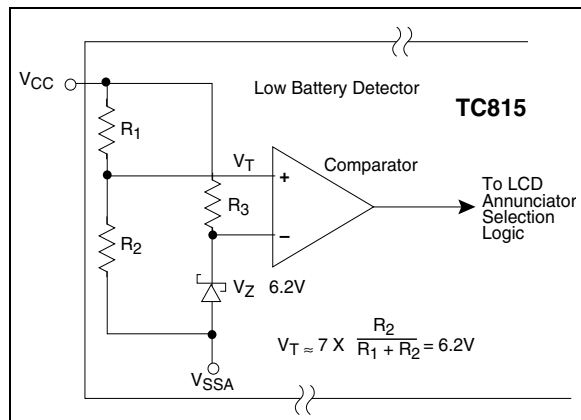 Low Battery Detector
TC815
VCC
R1
VT
Comparator
+
R3
To LCD
Annunciator
Selection
Logic
R2
–
VZ 6.2V
VT ≈ 7 X R2 / R1 + R2 = 6.2V
VSSA